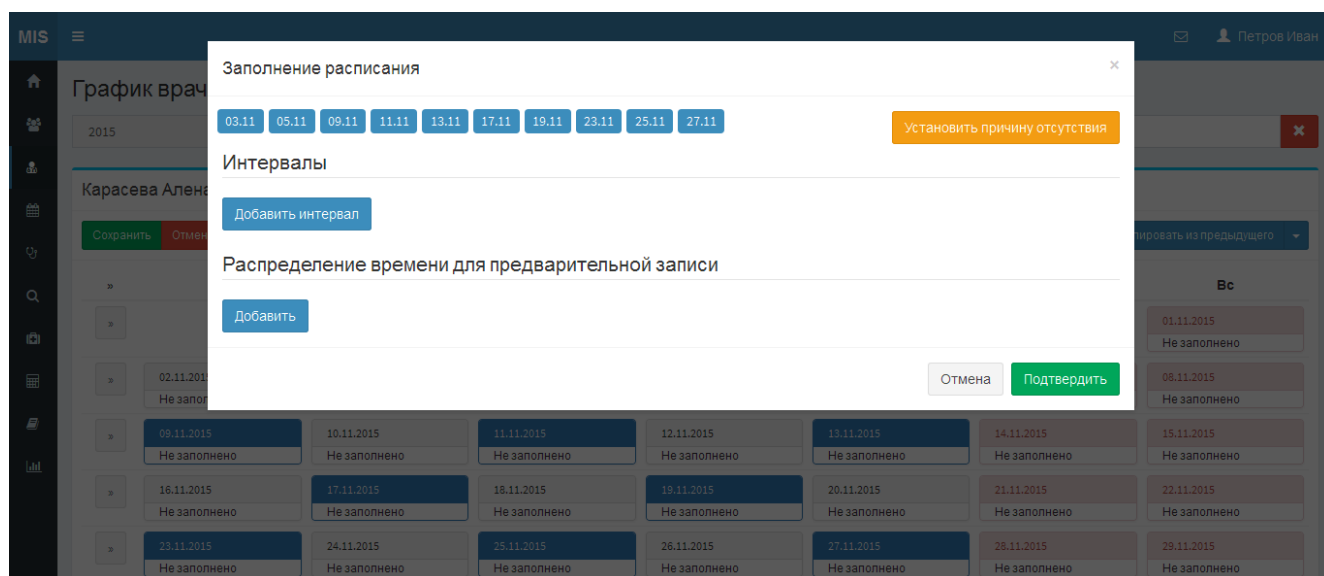 MIS
Петров Иван
Заполнение расписания
×
График врач
03.11 05.11 09.11 11.11 13.11 17.11 19.11 23.11 25.11 27.11
Установить причину отсутствия
2015
Интервалы
Карасева Алена
Добавить интервал
Сохранить Отмен
пировать из предыдущего
Распределение времени для предварительной записи
» Вс
Добавить
» 01.11.2015
Не заполнено
Отмена Подтвердить
» 02.11.201 08.11.2015
Не запол Не заполнено
» 09.11.2015 10.11.2015 11.11.2015 12.11.2015 13.11.2015 14.11.2015 15.11.2015
Не заполнено Не заполнено Не заполнено Не заполнено Не заполнено Не заполнено Не заполнено
» 16.11.2015 17.11.2015 18.11.2015 19.11.2015 20.11.2015 21.11.2015 22.11.2015
Не заполнено Не заполнено Не заполнено Не заполнено Не заполнено Не заполнено Не заполнено
» 23.11.2015 24.11.2015 25.11.2015 26.11.2015 27.11.2015 28.11.2015 29.11.2015
Не заполнено Не заполнено Не заполнено Не заполнено Не заполнено Не заполнено Не заполнено